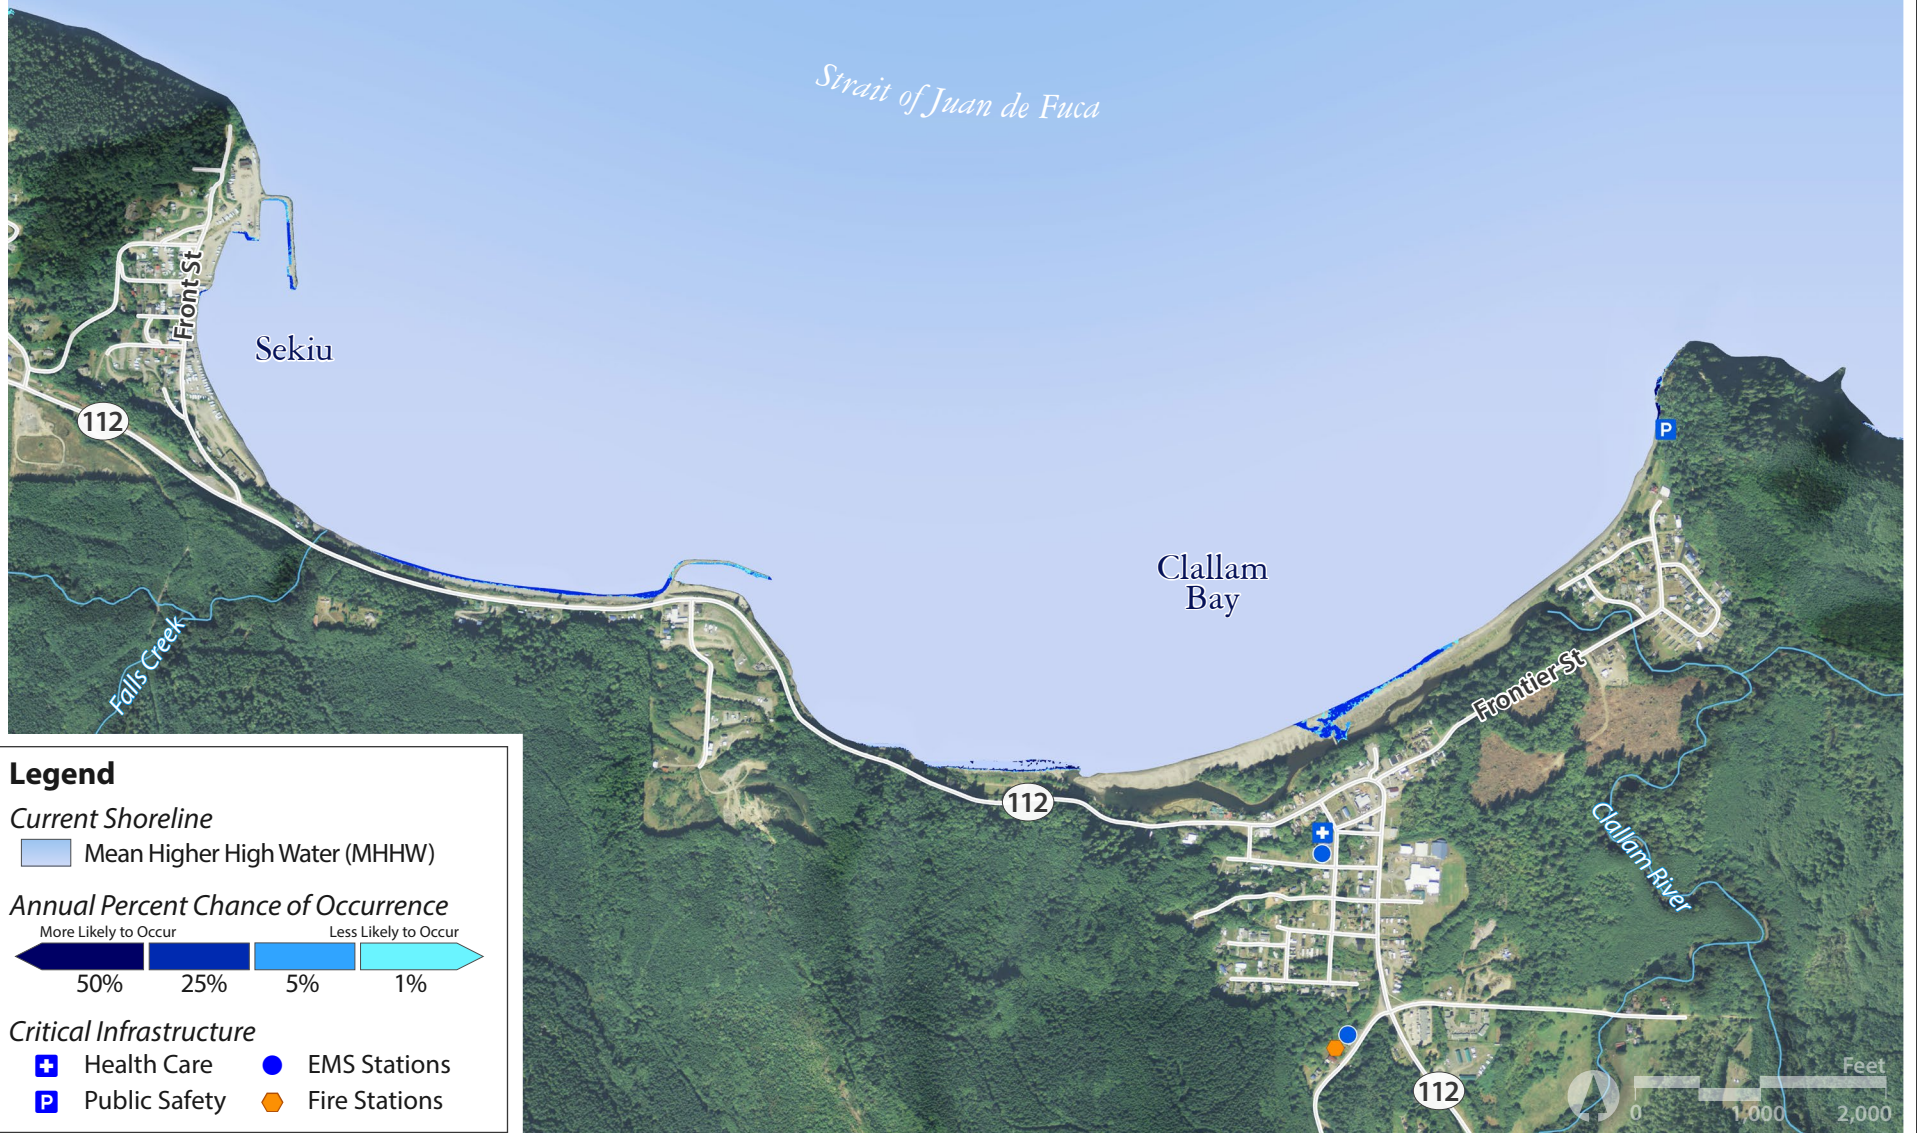 Strait of Juan de Fuca
Front St
Sekiu
112
Clallam
Bay
P
Falls Creek
Frontier St
112
Clallam River
112
Feet
0 1,000 2,000
Legend
Current Shoreline
Mean Higher High Water (MHHW)
Annual Percent Chance of Occurrence
More Likely to Occur Less Likely to Occur
50% 25% 5% 1%
Critical Infrastructure
Health Care EMS Stations
P Public Safety Fire Stations